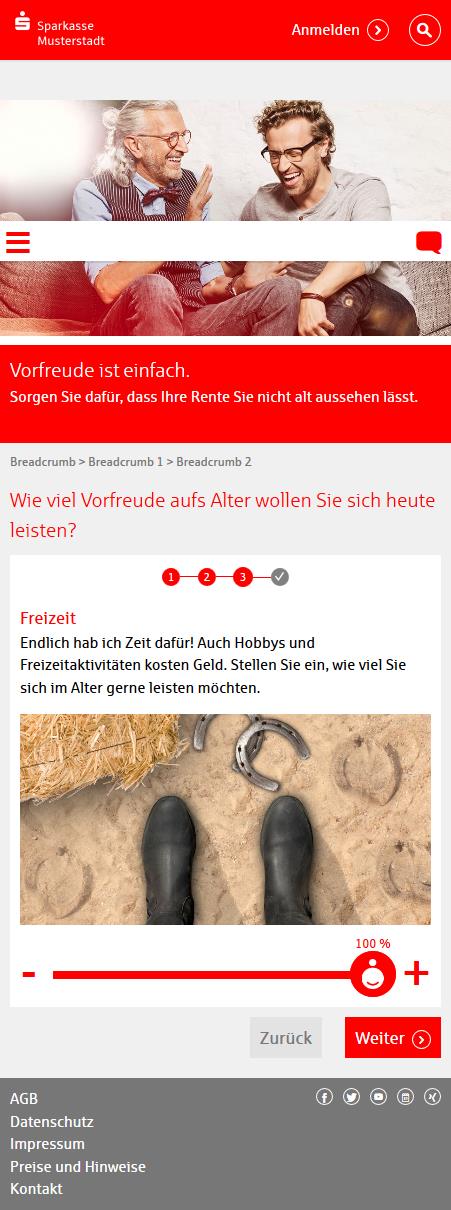 Sparkasse
Musterstadt
Anmelden
Vorfreude ist einfach.
Sorgen Sie dafür, dass Ihre Rente Sie nicht alt aussehen lässt.
Breadcrumb > Breadcrumb 1 > Breadcrumb 2
Wie viel Vorfreude aufs Alter wollen Sie sich heute
leisten?
1 2 3
Freizeit
Endlich hab ich Zeit dafür! Auch Hobbys und
Freizeitaktivitäten kosten Geld. Stellen Sie ein, wie viel Sie
sich im Alter gerne leisten möchten.
100 %
- +
Zurück Weiter
AGB
Datenschutz
Impressum
Preise und Hinweise
Kontakt